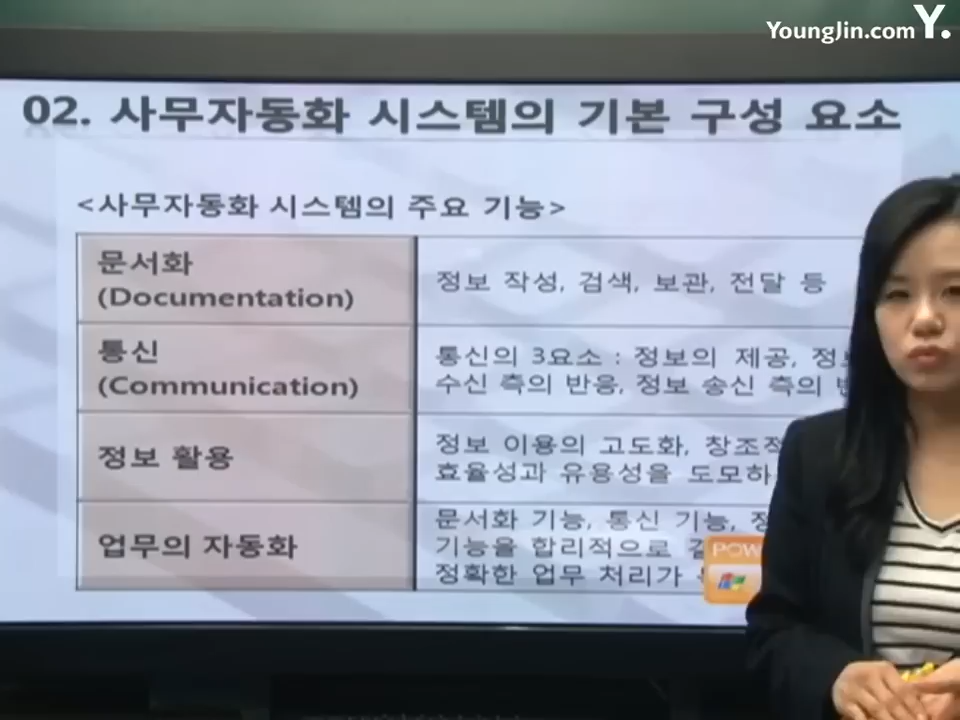 YoungJin.com Y.
02. 사무자동화 시스템의 기본 구성 요소
<사무자동화 시스템의 주요 기능>
문서화
(Documentation)
정보 작성, 검색, 보관, 전달 등
통신
(Communication)
통신의 3요소 : 정보의 제공,
수신 측의 반응, 정보 송신 측의
정보 활용
정보 이용의 고도화,
효율성과 유용성을
업무의 자동화
문서화 기능, 통신 기능,
기능을 합리적으로
정확한 업무 처리가